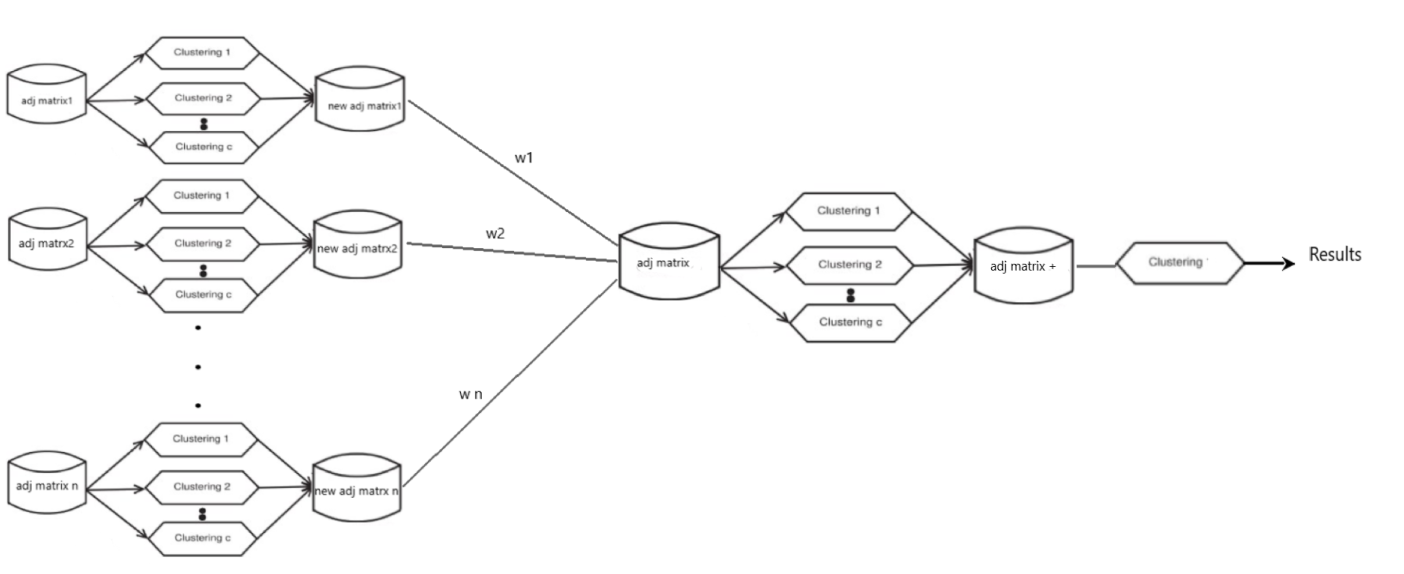 Clustering 1
adj matrix1
Clustering 2
new adj matrix1
Clustering c
w1
Clustering 1
adj matrx2
Clustering 2
new adj matrx2
Clustering c
w2
w n
Clustering 1
adj matrix n
Clustering 2
new adj matrx n
Clustering c
adj matrix
Clustering 1
Clustering 2
Clustering c
adj matrix +
Clustering
Results